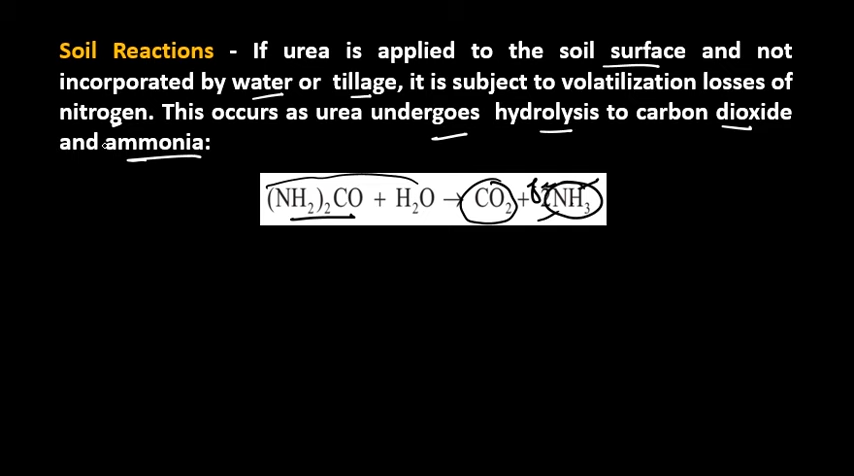 Soil Reactions - If urea is applied to the soil surface and not
incorporated by water or tillage, it is subject to volatilization losses of
nitrogen. This occurs as urea undergoes hydrolysis to carbon dioxide
and ammonia:
(NH₂)₂CO + H₂O → CO₂ + 2NH₃